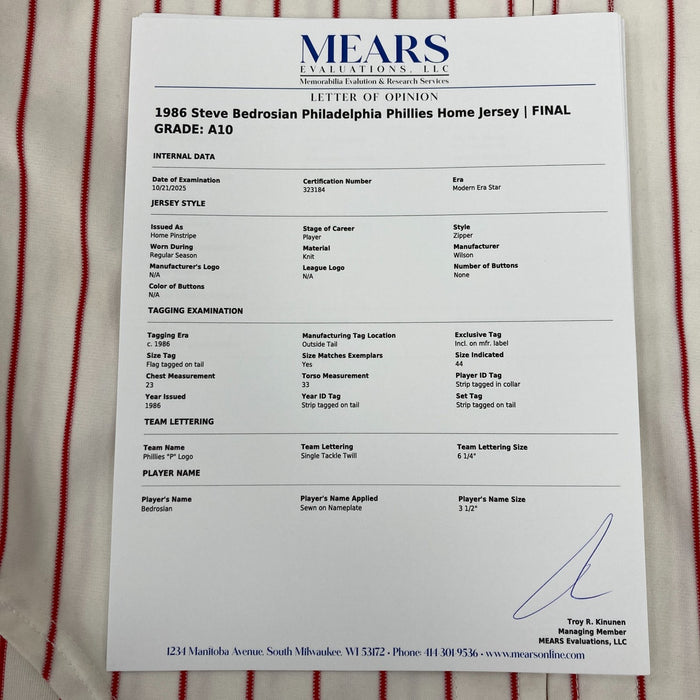 MEARS
EVALUATIONS, LLC
Memorabilia Evalution & Research Services
LETTER OF OPINION
1986 Steve Bedrosian Philadelphia Phillies Home Jersey | FINAL
GRADE: A10
INTERNAL DATA
Date of Examination Certification Number Era
10/21/2025 323184 Modern Era Star
JERSEY STYLE
Issued As Stage of Career Style
Home Pinstripe Player Zipper
Worn During Material Manufacturer
Regular Season Knit Wilson
Manufacturer's Logo League Logo Number of Buttons
N/A N/A None
Color of Buttons
N/A
TAGGING EXAMINATION
Tagging Era Manufacturing Tag Location Exclusive Tag
c. 1986 Outside Tail Incl. on mfr. label
Size Tag Size Matches Exemplars Size Indicated
Flag tagged on tail Yes 44
Chest Measurement Torso Measurement Player ID Tag
23 33 Strip tagged in collar
Year Issued Year ID Tag Set Tag
1986 Strip tagged on tail Strip tagged on tail
TEAM LETTERING
Team Name Team Lettering Team Lettering Size
Phillies "P" Logo Single Tackle Twill 6 1/4"
PLAYER NAME
Player's Name Player's Name Applied Player's Name Size
Bedrosian Sewn on Nameplate 3 1/2"
Troy R. Kinunen
Managing Member
MEARS Evaluations, LLC
1234 Manitoba Avenue, South Milwaukee, WI 53172 • Phone: 414 301 9536 • www.mearsonline.com